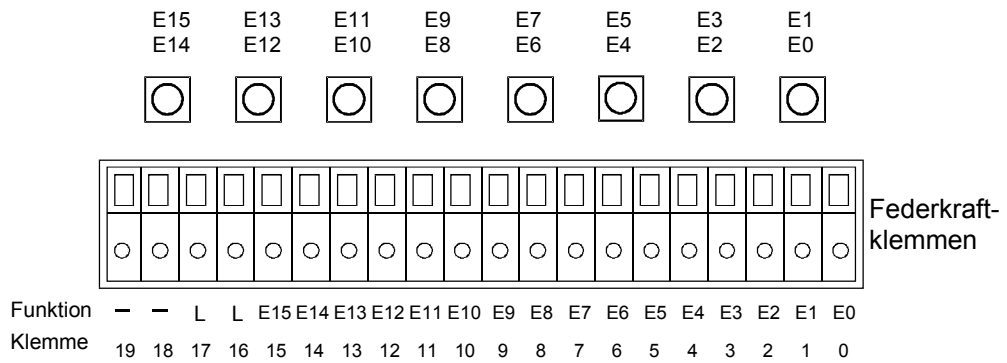 E15 E13 E11 E9 E7 E5 E3 E1
E14 E12 E10 E8 E6 E4 E2 E0
Federkraft-
klemmen
Funktion – – L L E15 E14 E13 E12 E11 E10 E9 E8 E7 E6 E5 E4 E3 E2 E1 E0
Klemme 19 18 17 16 15 14 13 12 11 10 9 8 7 6 5 4 3 2 1 0